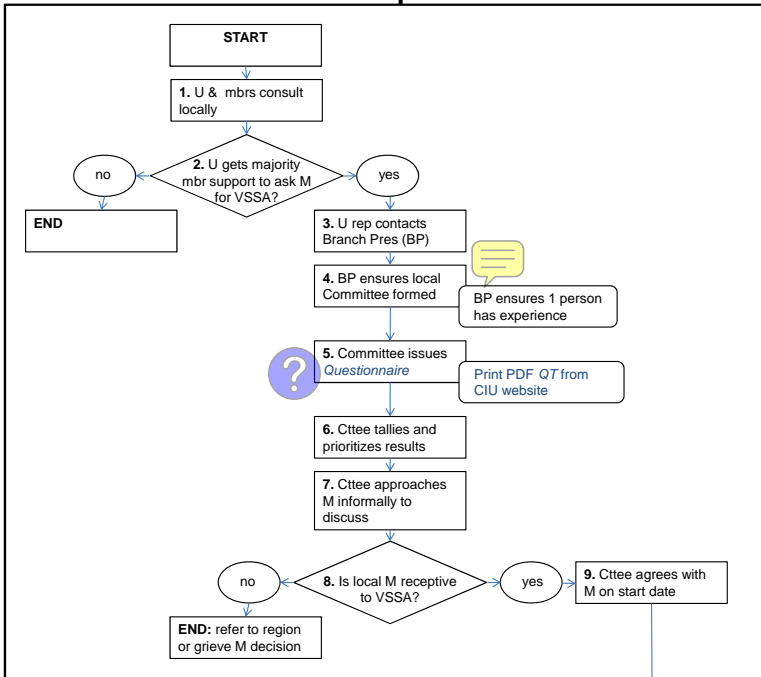 START
1. U & mbrs consult
locally
2. U gets majority
mbr support to ask M
for VSSA?
no
yes
END
3. U rep contacts
Branch Pres (BP)
4. BP ensures local
Committee formed
BP ensures 1 person
has experience
5. Committee issues
Questionnaire
?
Print PDF QT from
CIU website
6. Cttee tallies and
prioritizes results
7. Cttee approaches
M informally to
discuss
8. Is local M receptive
to VSSA?
no
yes
9. Cttee agrees with
M on start date
END: refer to region
or grieve M decision